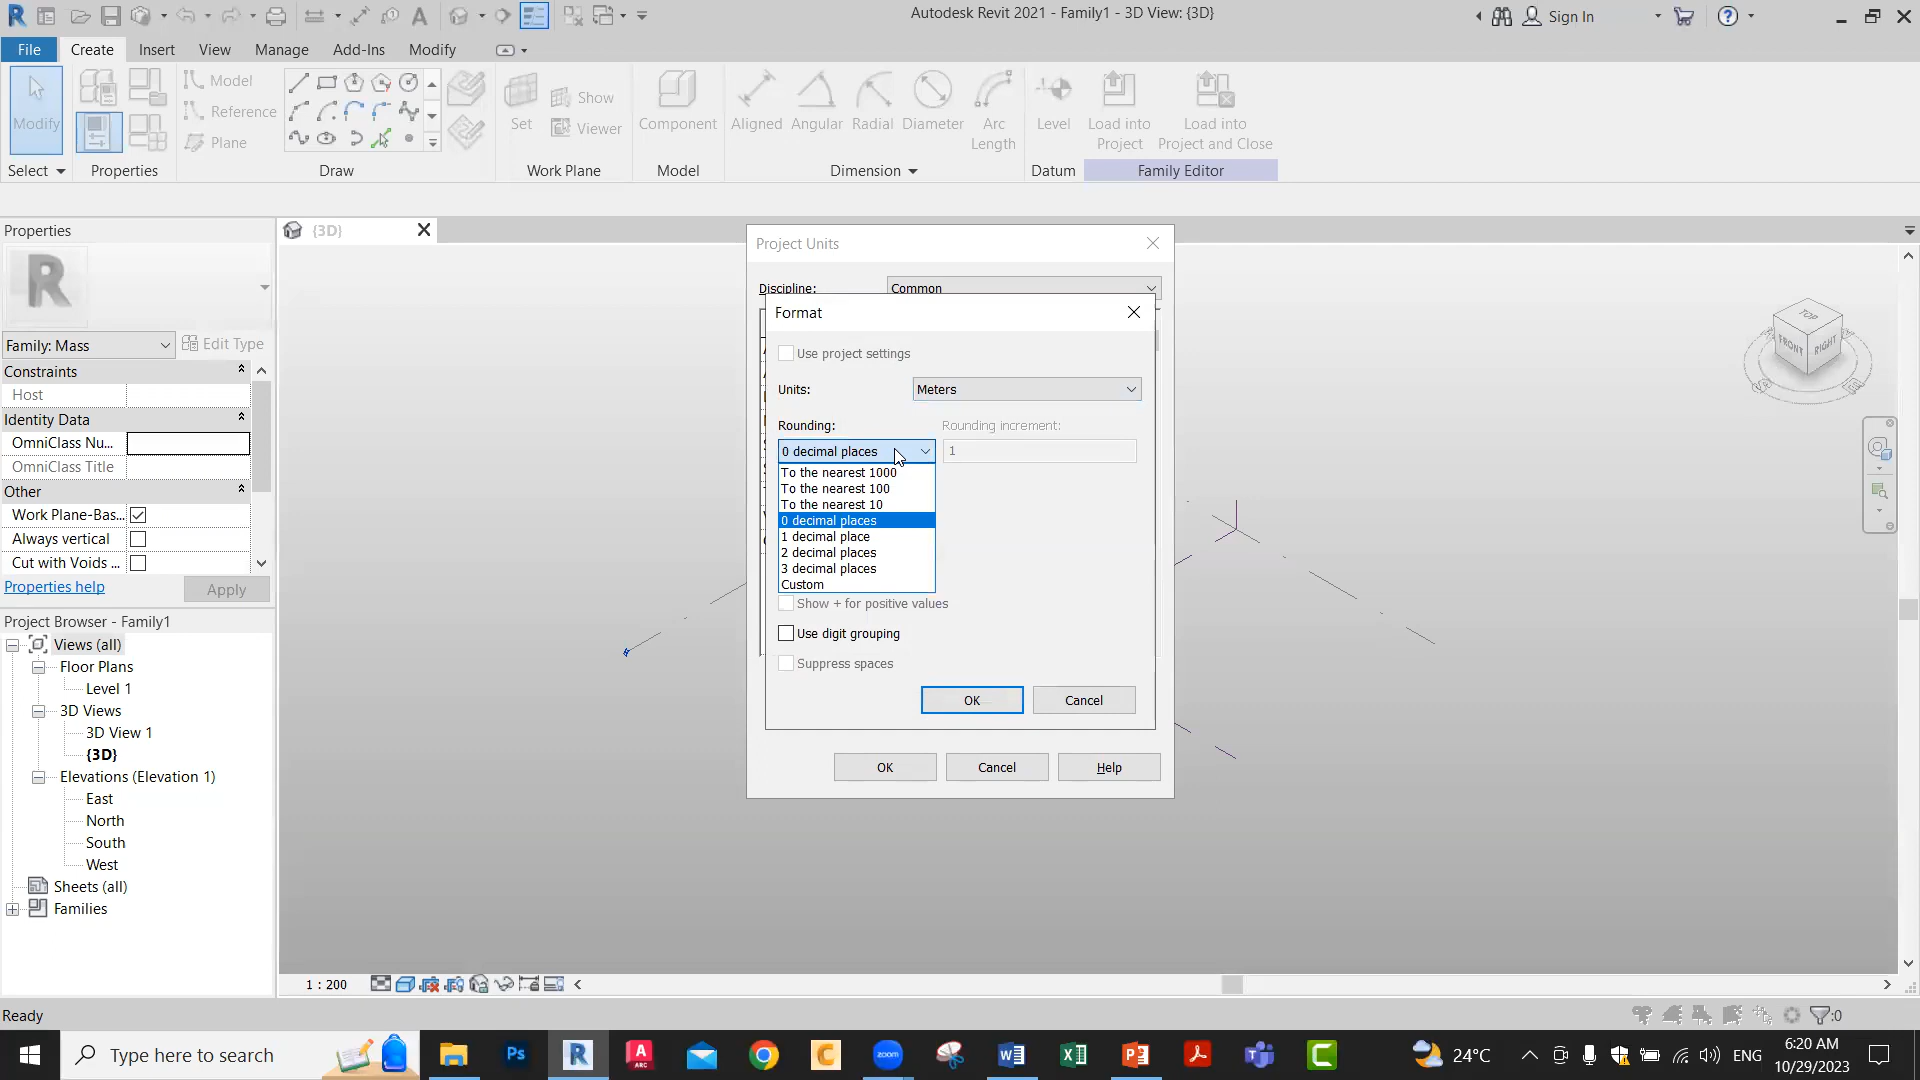 Autodesk Revit 2021 - Family1 - 3D View: {3D}
Sign In
File Create Insert View Manage Add-Ins Modify
Modify
Model
Reference
Plane
Set
Show
Viewer
Component
Aligned
Angular
Radial
Diameter
Arc
Length
Level
Load into
Project
Load into
Project and Close
Select
Properties
Draw
Work Plane
Model
Dimension
Datum
Family Editor
Properties
R
Family: Mass
Edit Type
Constraints
Host
Identity Data
OmniClass Nu...
OmniClass Title
Other
Work Plane-Bas...
Always vertical
Cut with Voids ...
Properties help
Apply
Project Browser - Family1
Views (all)
Floor Plans
Level 1
3D Views
3D View 1
{3D}
Elevations (Elevation 1)
East
North
South
West
Sheets (all)
Families
{3D}
Project Units
Discipline:
Common
Format
Use project settings
Units:
Meters
Rounding:
Rounding increment:
0 decimal places
1
To the nearest 1000
To the nearest 100
To the nearest 10
0 decimal places
1 decimal place
2 decimal places
3 decimal places
Custom
Show + for positive values
Use digit grouping
Suppress spaces
OK
Cancel
OK
Cancel
Help
TOP
FRONT
RIGHT
1 : 200
Ready
:0
Type here to search
Ps
R
A
ARC
C
zoom
24°C
ENG
6:20 AM
10/29/2023